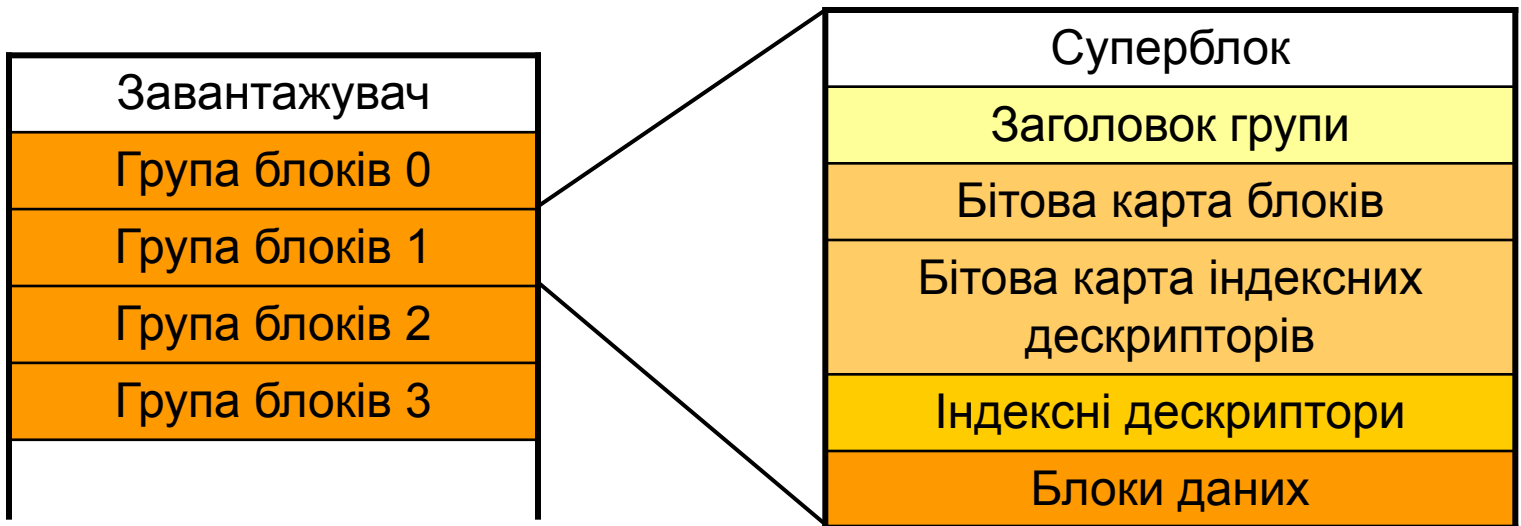 Завантажувач
Група блоків 0
Група блоків 1
Група блоків 2
Група блоків 3
Суперблок
Заголовок групи
Бітова карта блоків
Бітова карта індексних
дескрипторів
Індексні дескриптори
Блоки даних